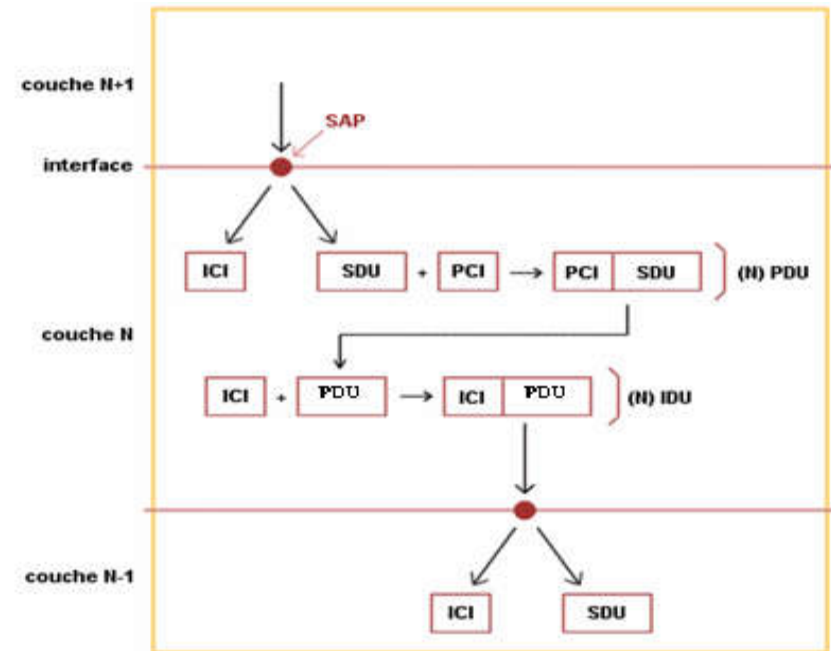 couche N+1
SAP
interface
ICI SDU + PCI PCI SDU (N) PDU
couche N
ICI + PDU ICI PDU (N) IDU
couche N-1
ICI SDU